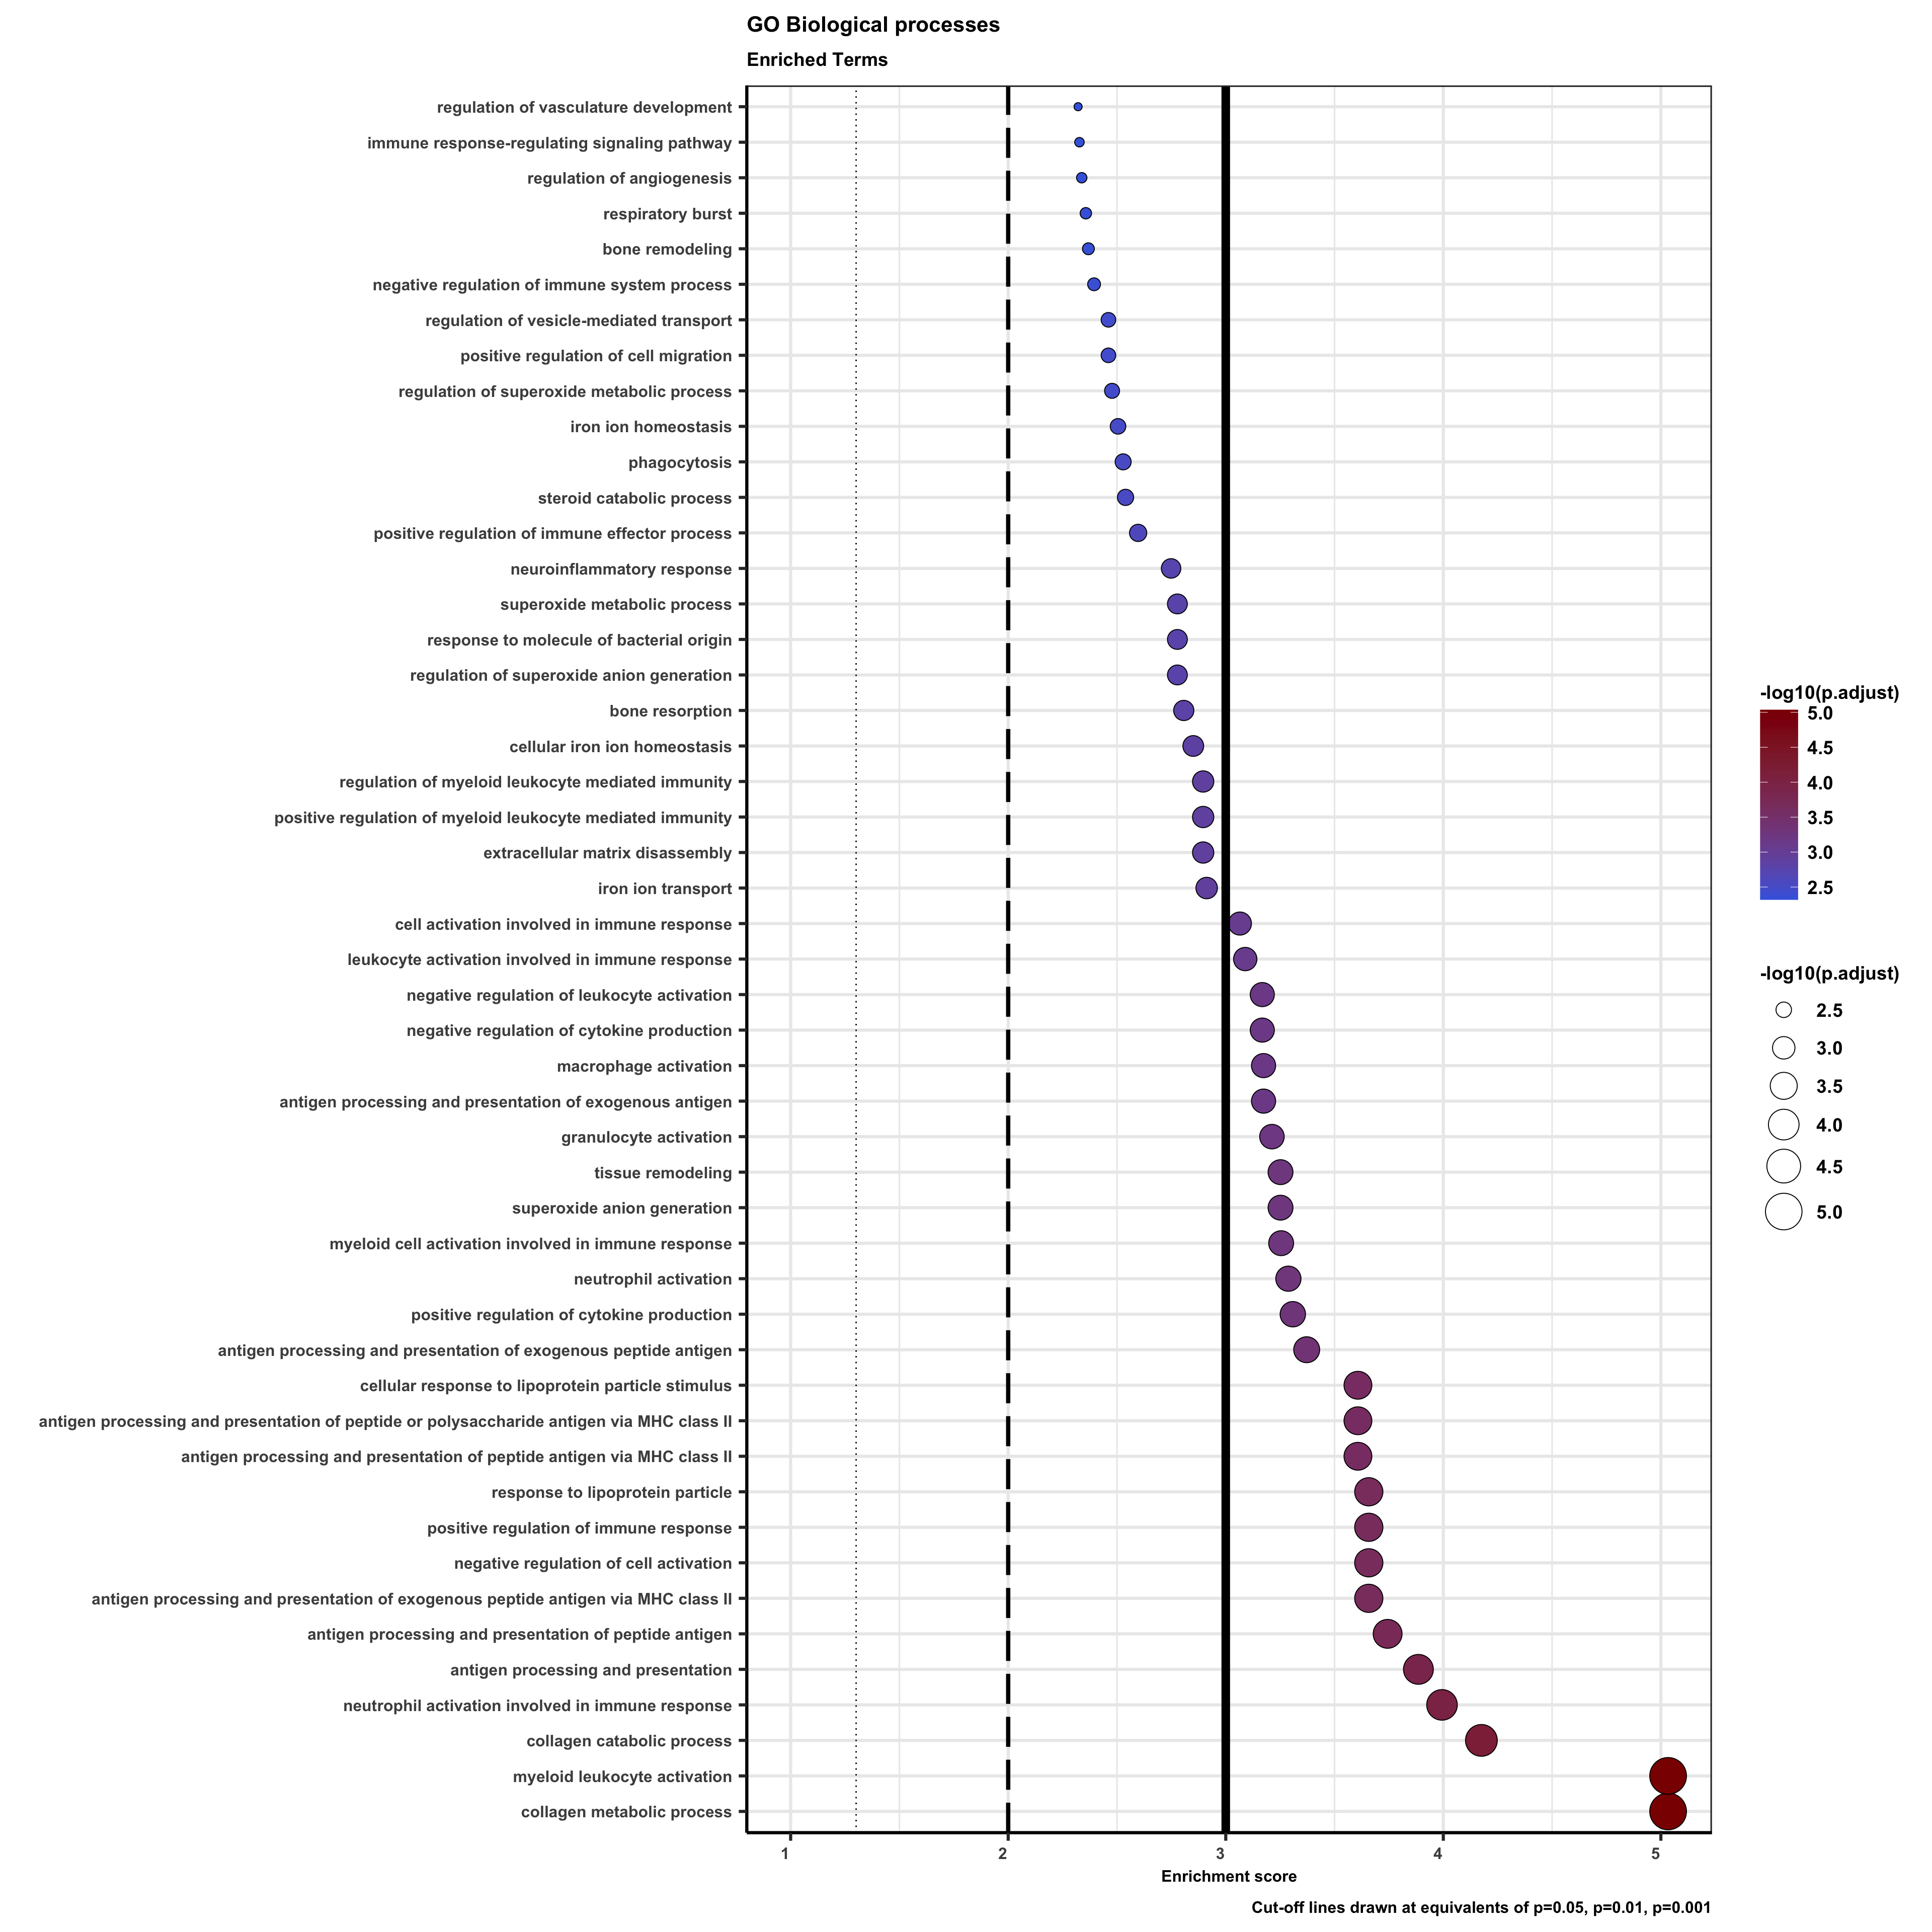 GO Biological processes
Enriched Terms
regulation of vasculature development
immune response-regulating signaling pathway
regulation of angiogenesis
respiratory burst
bone remodeling
negative regulation of immune system process
regulation of vesicle-mediated transport
positive regulation of cell migration
regulation of superoxide metabolic process
iron ion homeostasis
phagocytosis
steroid catabolic process
positive regulation of immune effector process
neuroinflammatory response
superoxide metabolic process
response to molecule of bacterial origin
regulation of superoxide anion generation
bone resorption
cellular iron ion homeostasis
regulation of myeloid leukocyte mediated immunity
positive regulation of myeloid leukocyte mediated immunity
extracellular matrix disassembly
iron ion transport
cell activation involved in immune response
leukocyte activation involved in immune response
negative regulation of leukocyte activation
negative regulation of cytokine production
macrophage activation
antigen processing and presentation of exogenous antigen
granulocyte activation
tissue remodeling
superoxide anion generation
myeloid cell activation involved in immune response
neutrophil activation
positive regulation of cytokine production
antigen processing and presentation of exogenous peptide antigen
cellular response to lipoprotein particle stimulus
antigen processing and presentation of peptide or polysaccharide antigen via MHC class II
antigen processing and presentation of peptide antigen via MHC class II
response to lipoprotein particle
positive regulation of immune response
negative regulation of cell activation
antigen processing and presentation of exogenous peptide antigen via MHC class II
antigen processing and presentation of peptide antigen
antigen processing and presentation
neutrophil activation involved in immune response
collagen catabolic process
myeloid leukocyte activation
collagen metabolic process
1 2 3 4 5
Enrichment score
Cut-off lines drawn at equivalents of p=0.05, p=0.01, p=0.001
-log10(p.adjust)
5.0
4.5
4.0
3.5
3.0
2.5
-log10(p.adjust)
2.5
3.0
3.5
4.0
4.5
5.0